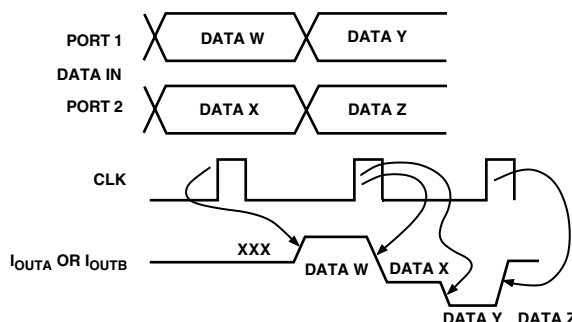 PORT 1
DATA W
DATA Y
DATA IN
PORT 2
DATA X
DATA Z
CLK
XXX
IOUTA OR IOUTB
DATA W
DATA X
DATA Y
DATA Z